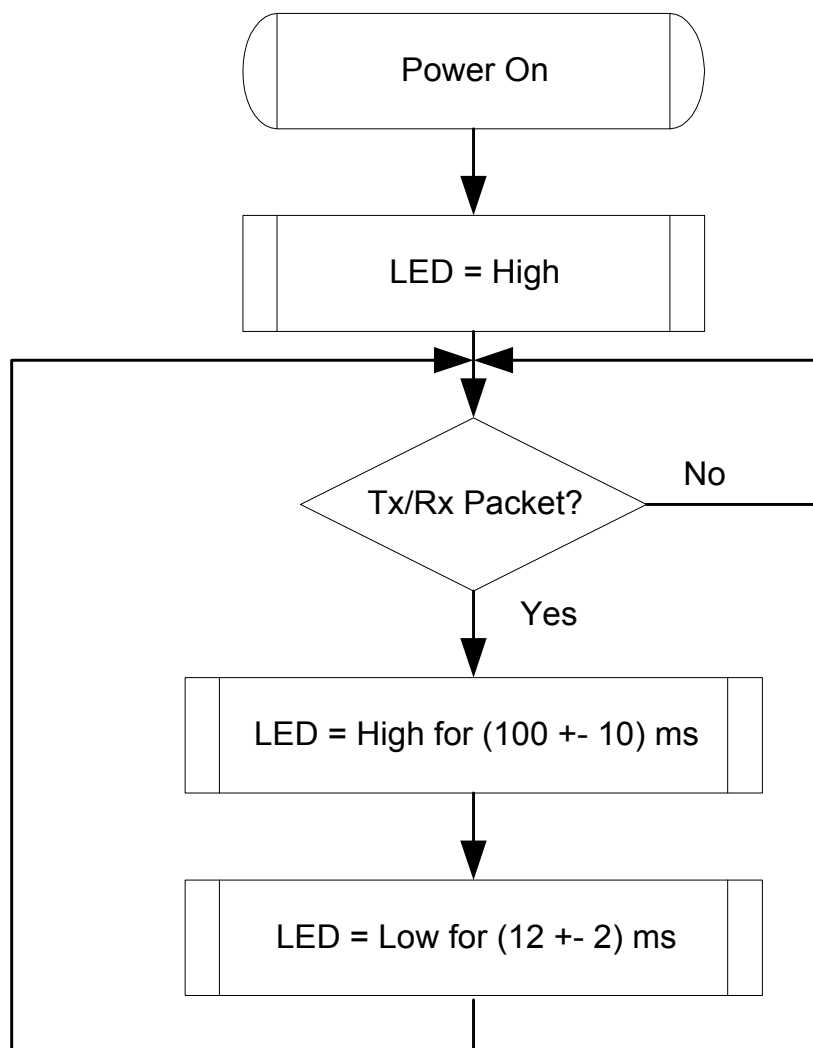 Power On
LED = High
Tx/Rx Packet?
No
Yes
LED = High for (100 +- 10) ms
LED = Low for (12 +- 2) ms